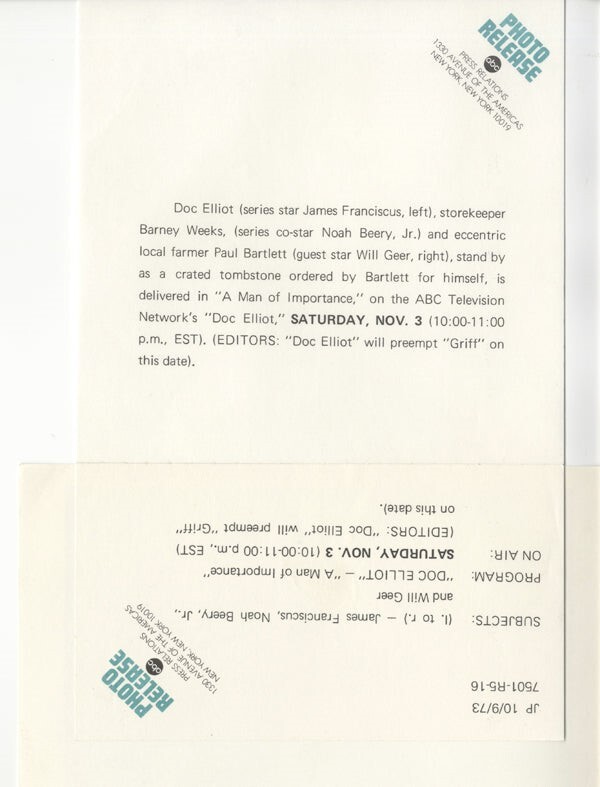 PHOTO
RELEASE
abc
PRESS RELATIONS
1330 AVENUE OF THE AMERICAS
NEW YORK, NEW YORK 10019
Doc Elliot (series star James Franciscus, left), storekeeper
Barney Weeks, (series co-star Noah Beery, Jr.) and eccentric
local farmer Paul Bartlett (guest star Will Geer, right), stand by
as a crated tombstone ordered by Bartlett for himself, is
delivered in "A Man of Importance," on the ABC Television
Network's "Doc Elliot," SATURDAY, NOV. 3 (10:00-11:00
p.m., EST). (EDITORS: "Doc Elliot" will preempt "Griff" on
this date).
JP 10/9/73
7501-R5-16
PHOTO
RELEASE
abc
PRESS RELATIONS
1330 AVENUE OF THE AMERICAS
NEW YORK, NEW YORK 10019
SUBJECTS: (l. to r.) – James Franciscus, Noah Beery, Jr.,
and Will Geer
PROGRAM: "DOC ELLIOT" – "A Man of Importance"
ON AIR: SATURDAY, NOV. 3 (10:00-11:00 p.m., EST)
(EDITORS: "Doc Elliot" will preempt "Griff"
on this date).